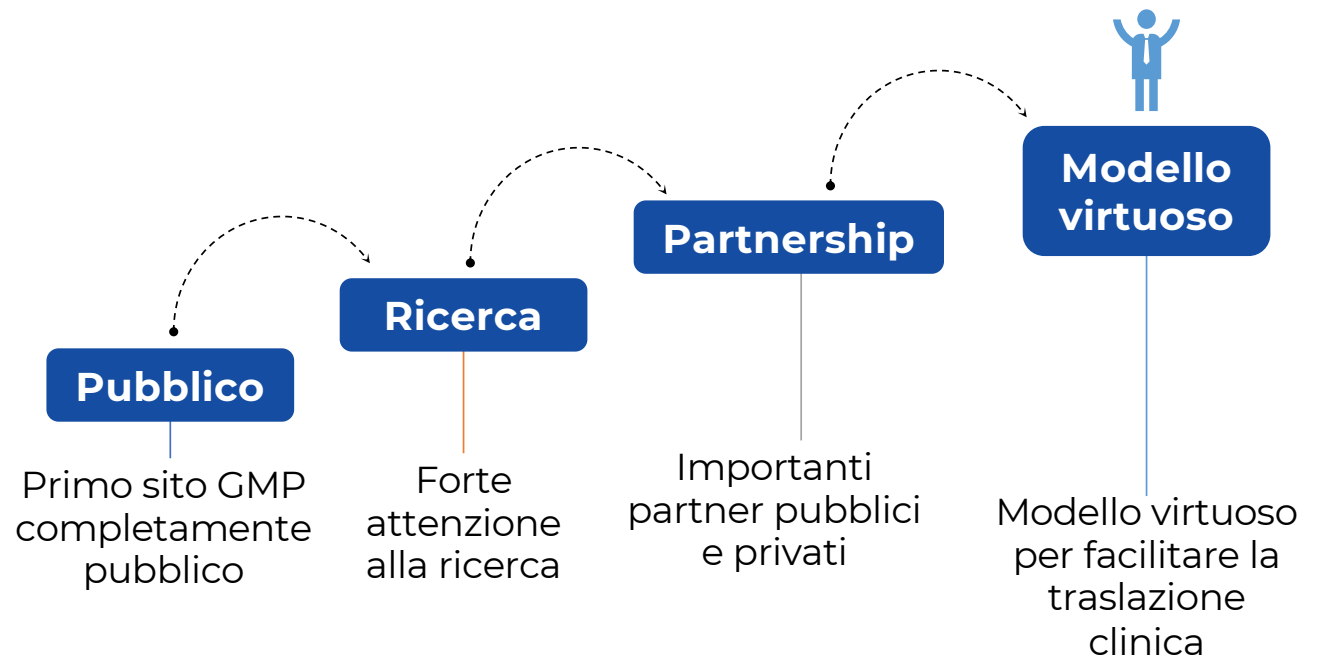 Pubblico
Primo sito GMP
completamente
pubblico
Ricerca
Forte
attenzione
alla ricerca
Partnership
Importanti
partner pubblici
e privati
Modello
virtuoso
Modello virtuoso
per facilitare la
traslazione
clinica